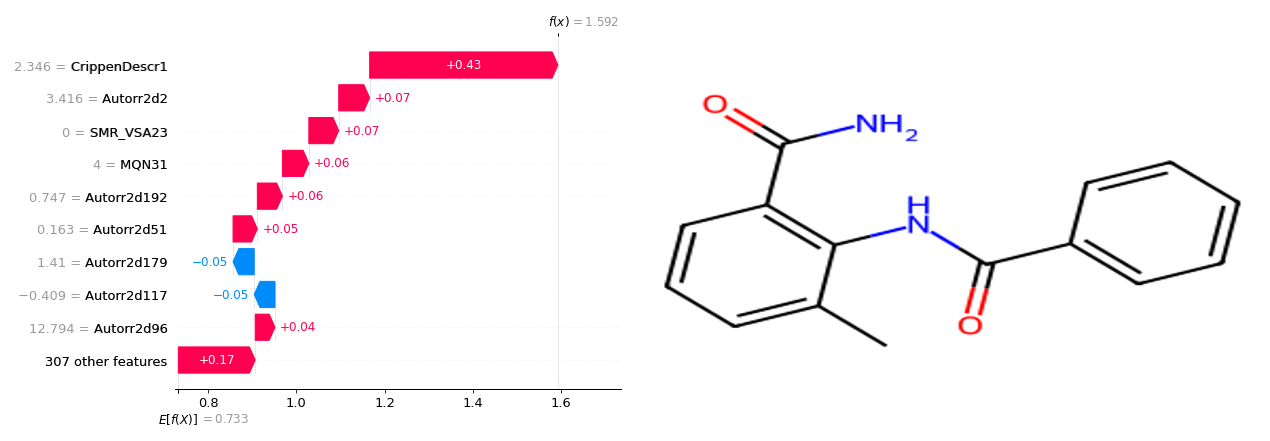 f(x) = 1.592
2.346 = CrippenDescr1
+0.43
3.416 = Autorr2d2
+0.07
0 = SMR_VSA23
+0.07
4 = MQN31
+0.06
0.747 = Autorr2d192
+0.06
0.163 = Autorr2d51
+0.05
1.41 = Autorr2d179
−0.05
−0.409 = Autorr2d117
−0.05
12.794 = Autorr2d96
+0.04
307 other features
+0.17
0.8 1.0 1.2 1.4 1.6
E[f(X)] = 0.733
O
NH2
H
N
O